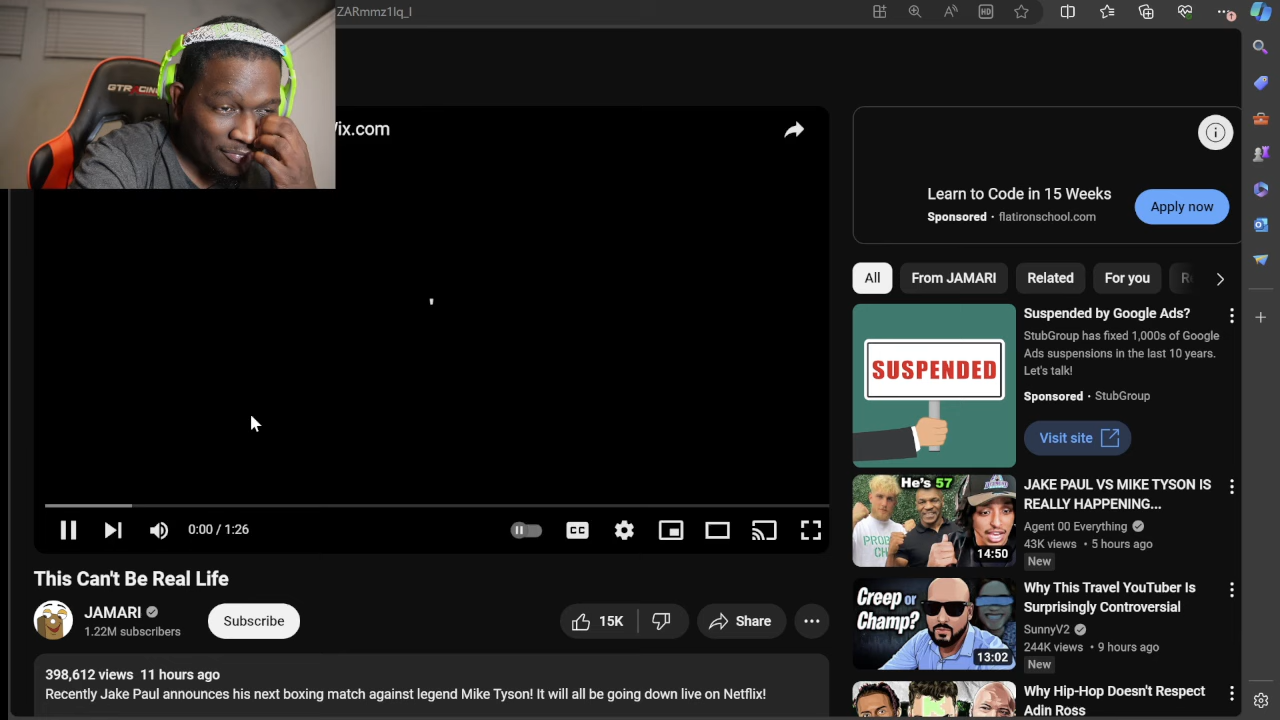 ZARmmz1Iq_I
GTRACING
Vix.com
Learn to Code in 15 Weeks
Sponsored · flatironschool.com
Apply now
All
From JAMARI
Related
For you
SUSPENDED
Suspended by Google Ads?
StubGroup has fixed 1,000s of Google
Ads suspensions in the last 10 years.
Let's talk!
Sponsored · StubGroup
Visit site
0:00 / 1:26
CC
HD
He's 57
PROB
CH
14:50
JAKE PAUL VS MIKE TYSON IS
REALLY HAPPENING...
Agent 00 Everything
43K views · 5 hours ago
New
This Can't Be Real Life
JAMARI
1.22M subscribers
Subscribe
15K
Share
Creep or
Champ?
13:02
Why This Travel YouTuber Is
Surprisingly Controversial
SunnyV2
244K views · 9 hours ago
New
398,612 views 11 hours ago
Recently Jake Paul announces his next boxing match against legend Mike Tyson! It will all be going down live on Netflix!
Why Hip-Hop Doesn't Respect
Adin Ross